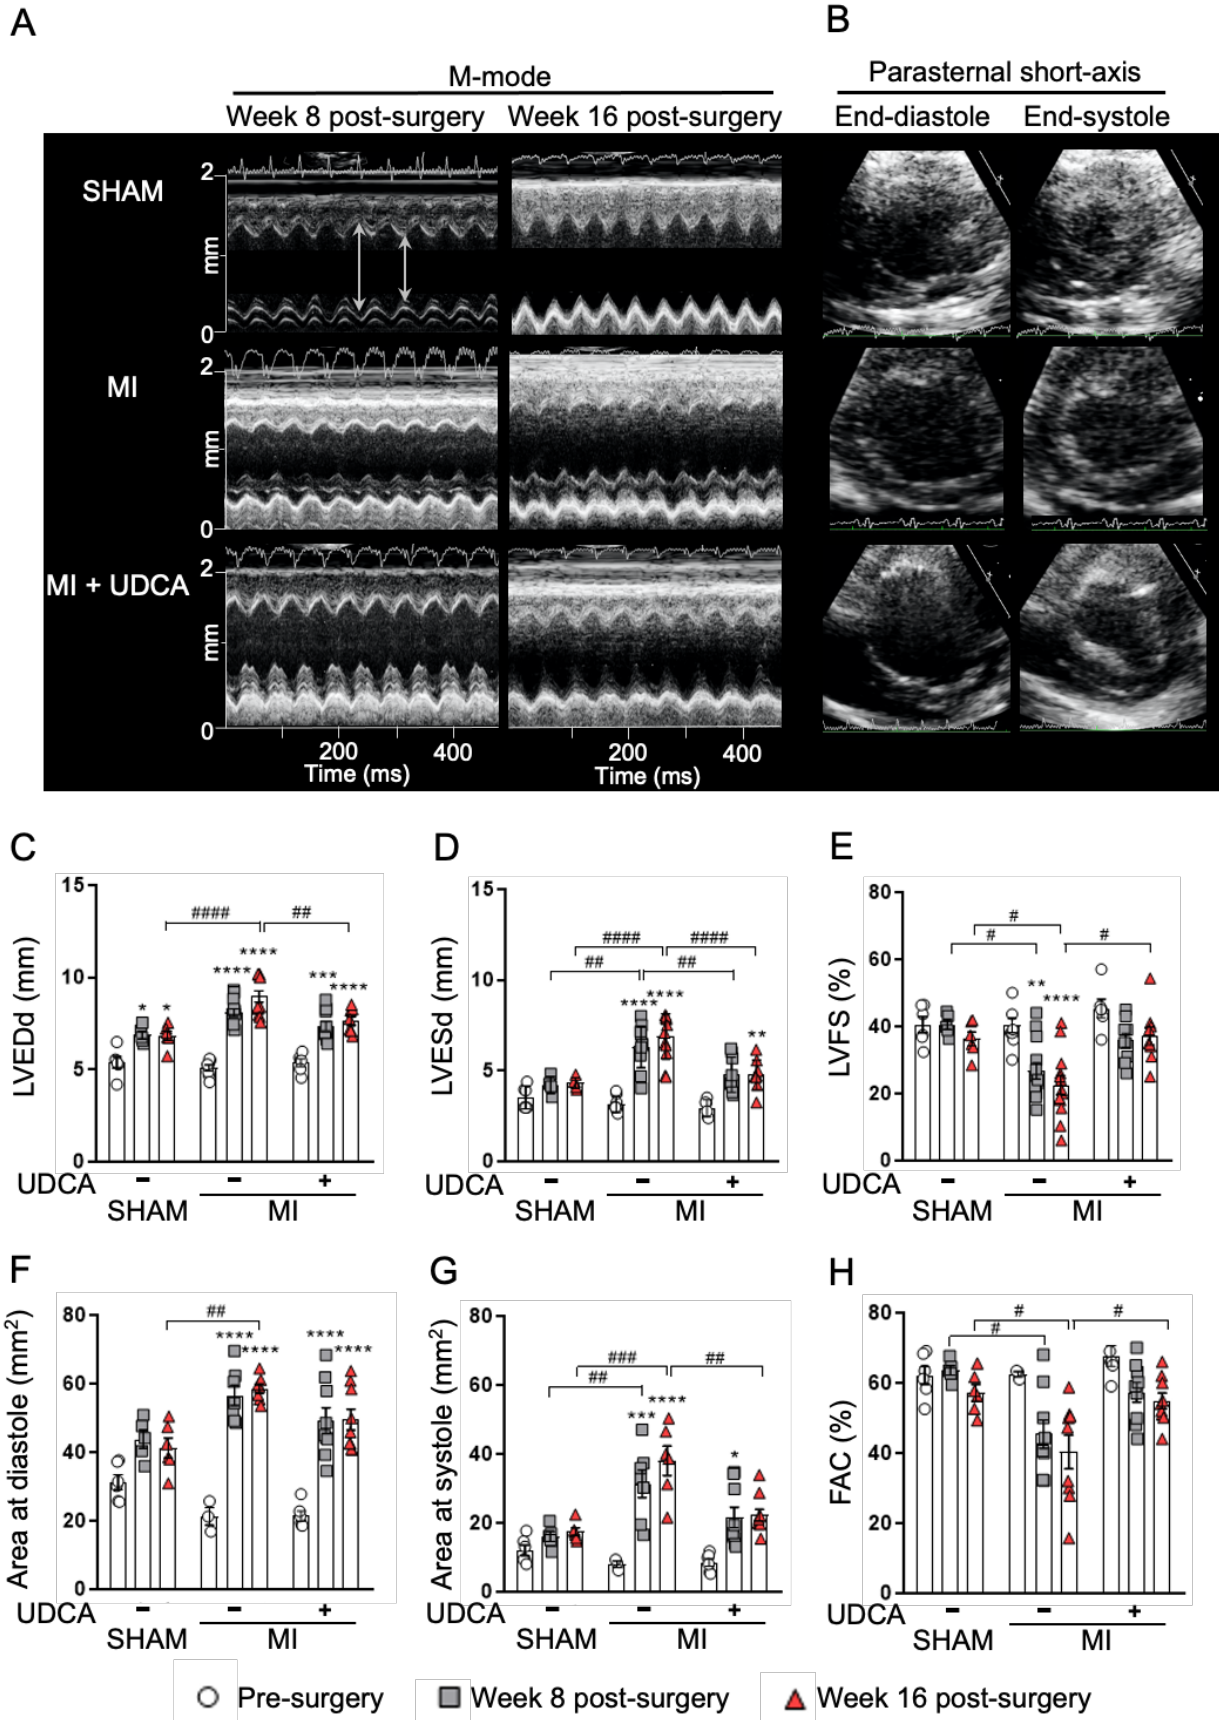 A
B
M-mode
Parasternal short-axis
Week 8 post-surgery Week 16 post-surgery
End-diastole End-systole
SHAM
2
mm
0
MI
2
mm
0
MI + UDCA
2
mm
0
200 400
Time (ms)
200 400
Time (ms)
C
LVEDd (mm)
15
10
5
0
#### ##
* * **** **** *** ****
UDCA - - +
SHAM MI
D
LVESd (mm)
15
10
5
0
#### ####
## ##
**** **** **
UDCA - - +
SHAM MI
E
LVFS (%)
80
60
40
20
0
#
# #
** ****
UDCA - - +
SHAM MI
F
Area at diastole (mm²)
80
60
40
20
0
##
**** **** **** ****
UDCA - - +
SHAM MI
G
Area at systole (mm²)
80
60
40
20
0
### ##
##
*** **** *
UDCA - - +
SHAM MI
H
FAC (%)
80
60
40
20
0
# #
#
UDCA - - +
SHAM MI
Pre-surgery Week 8 post-surgery Week 16 post-surgery